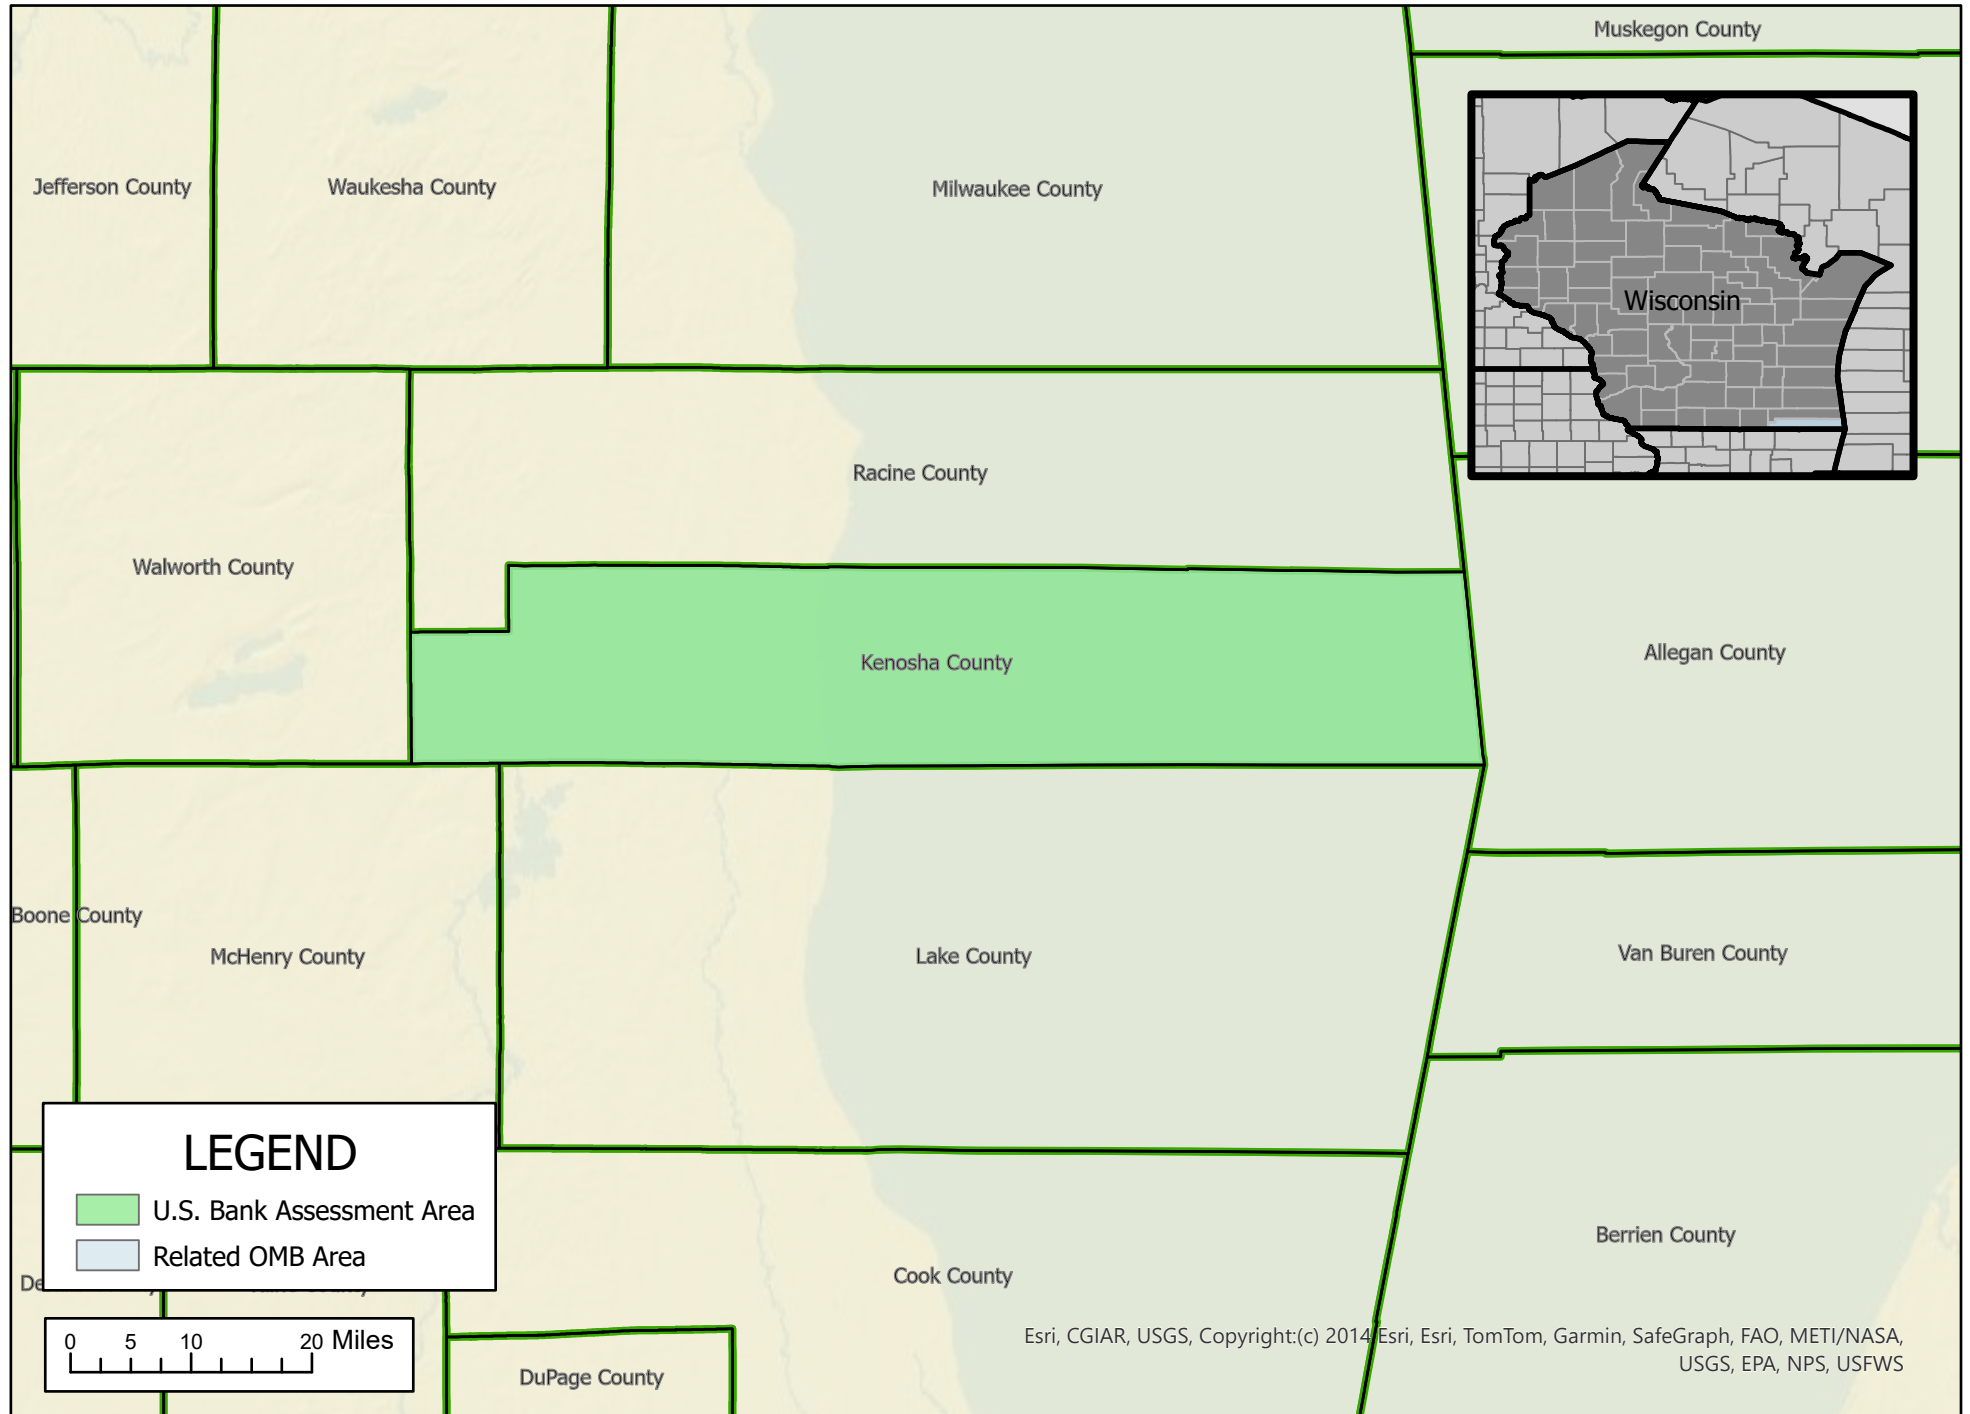 Muskegon County
Jefferson County
Waukesha County
Milwaukee County
Wisconsin
Racine County
Walworth County
Kenosha County
Allegan County
Boone County
McHenry County
Lake County
Van Buren County
LEGEND
U.S. Bank Assessment Area
Related OMB Area
Berrien County
Cook County
De
0 5 10 20 Miles
DuPage County
Esri, CGIAR, USGS, Copyright:(c) 2014 Esri, Esri, TomTom, Garmin, SafeGraph, FAO, METI/NASA,
USGS, EPA, NPS, USFWS